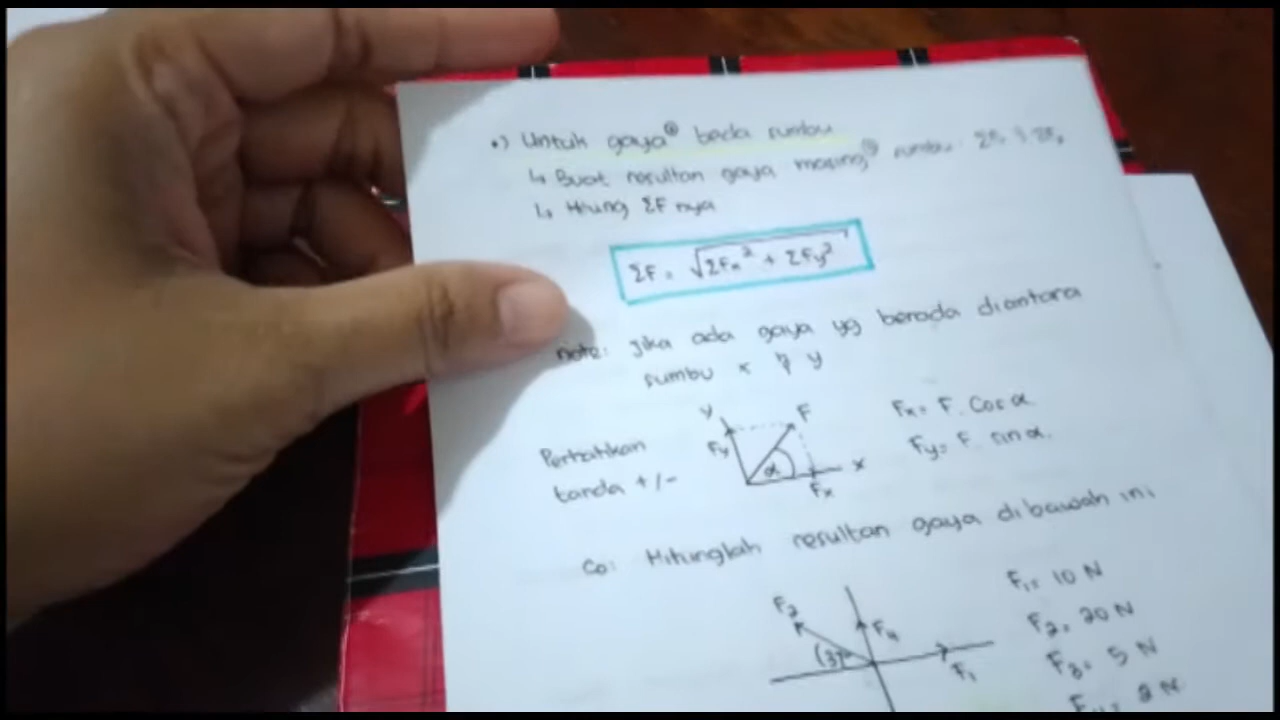 •) Untuk gaya² beda sumbu
↳ Buat resultan gaya masing² sumbu: ΣFx & ΣFy
↳ Hitung ΣF nya
ΣF = √ΣFx² + ΣFy²
note: jika ada gaya yg berada diantara
sumbu x & y
Perhatikan
tanda +/-
y
F
Fy
α
x
Fx
Fx = F. Cos α
Fy = F. sin α.
Co: Hitunglah resultan gaya dibawah ini
F2
F4
F1
F1 = 10 N
F2 = 20 N
F3 = 5 N
2 N